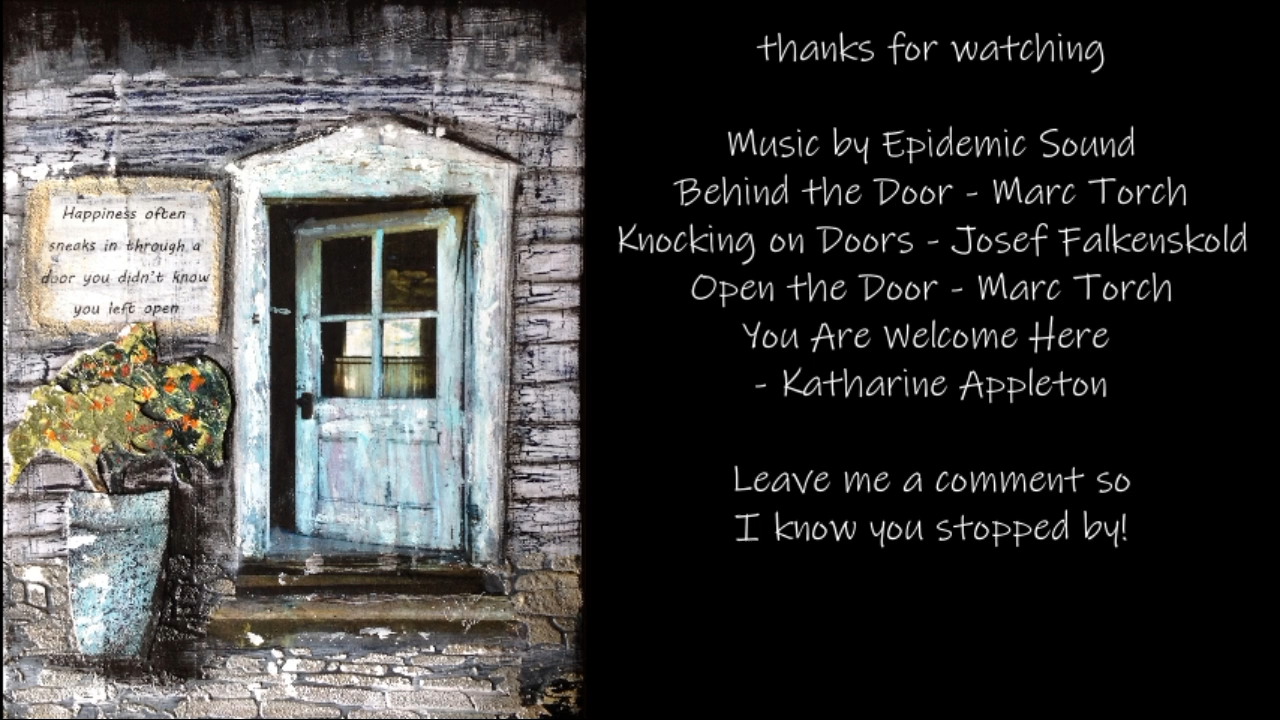 Happiness often
sneaks in through a
door you didn't know
you left open
thanks for watching
Music by Epidemic Sound
Behind the Door - Marc Torch
Knocking on Doors - Josef Falkenskold
Open the Door - Marc Torch
You Are Welcome Here
- Katharine Appleton
Leave me a comment so
I know you stopped by!